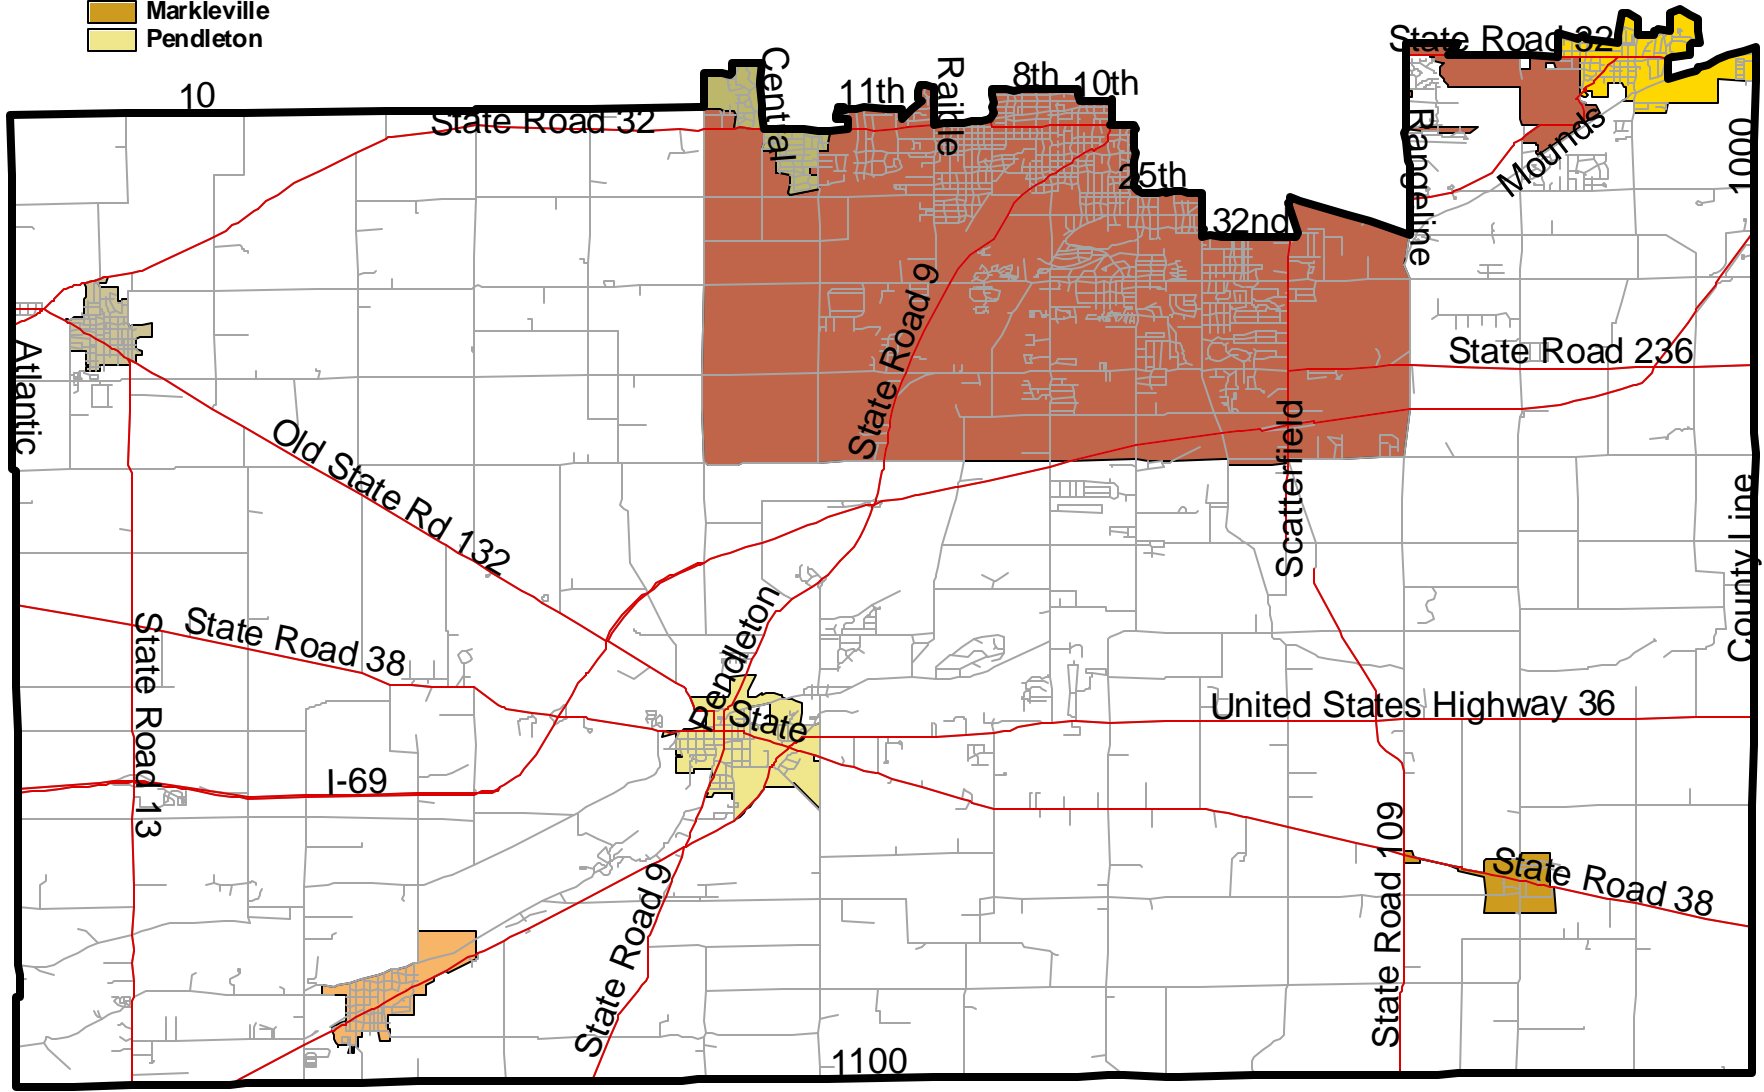 Markleville
Pendleton
State Road 32
Central
Raible
8th
10th
11th
10
State Road 32
Rangeline
Mounds
1000
25th
32nd
State Road 9
Atlantic
State Road 236
Scatterfield
Old State Rd 132
County Line
State Road 38
State Road 13
Pendleton
State
United States Highway 36
I-69
State Road 109
State Road 38
State Road 9
1100